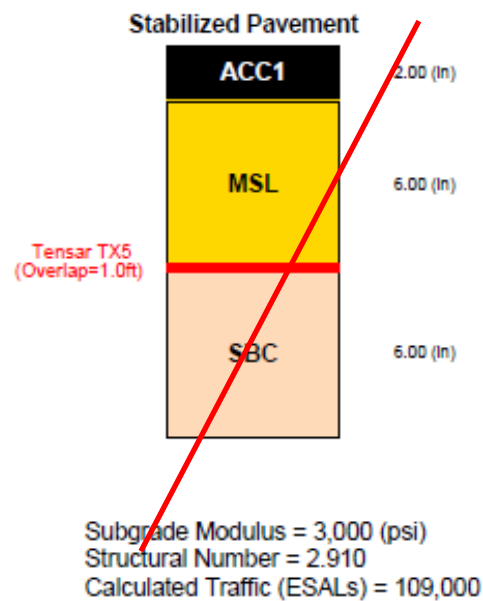 Stabilized Pavement
ACC1
2.00 (in)
MSL
6.00 (in)
Tensar TX5
(Overlap=1.0ft)
SBC
6.00 (in)
Subgrade Modulus = 3,000 (psi)
Structural Number = 2.910
Calculated Traffic (ESALs) = 109,000